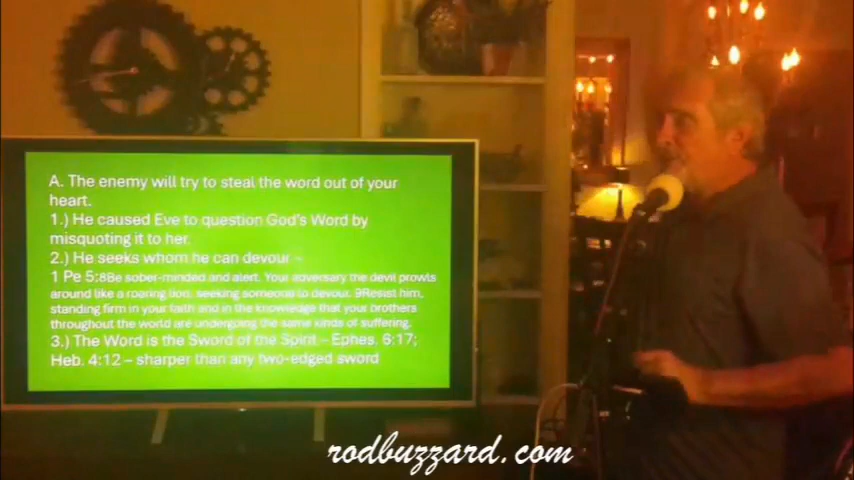 A. The enemy will try to steal the word out of your
heart.
1.) He caused Eve to question God's Word by
misquoting it to her.
2.) He seeks whom he can devour –
1 Pe 5:8Be sober-minded and alert. Your adversary the devil prowls
around like a roaring lion, seeking someone to devour. 9Resist him,
standing firm in your faith and in the knowledge that your brothers
throughout the world are undergoing the same kinds of suffering.
3.) The Word is the Sword of the Spirit – Ephes. 6:17;
Heb. 4:12 – sharper than any two-edged sword
rodbuzzard.com